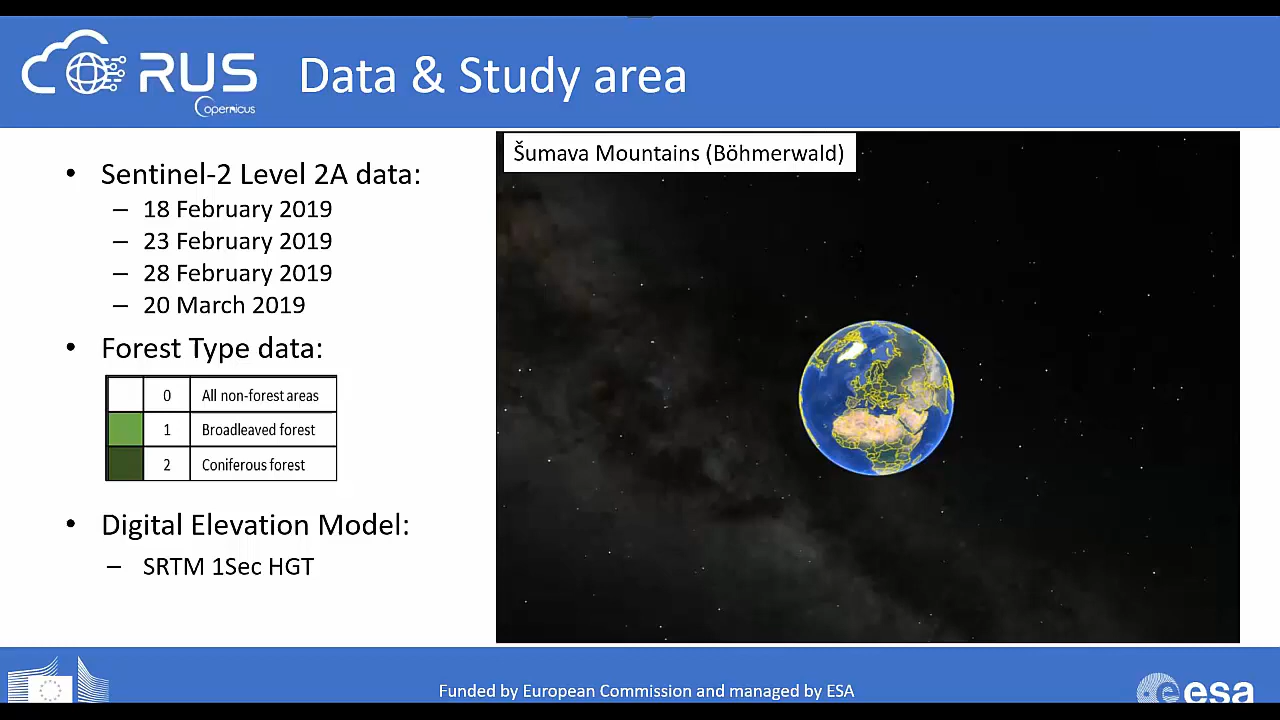 RUS
Copernicus
Data & Study area
• Sentinel-2 Level 2A data:
– 18 February 2019
– 23 February 2019
– 28 February 2019
– 20 March 2019
• Forest Type data:
0 All non-forest areas
1 Broadleaved forest
2 Coniferous forest
• Digital Elevation Model:
– SRTM 1Sec HGT
Šumava Mountains (Böhmerwald)
Funded by European Commission and managed by ESA
esa